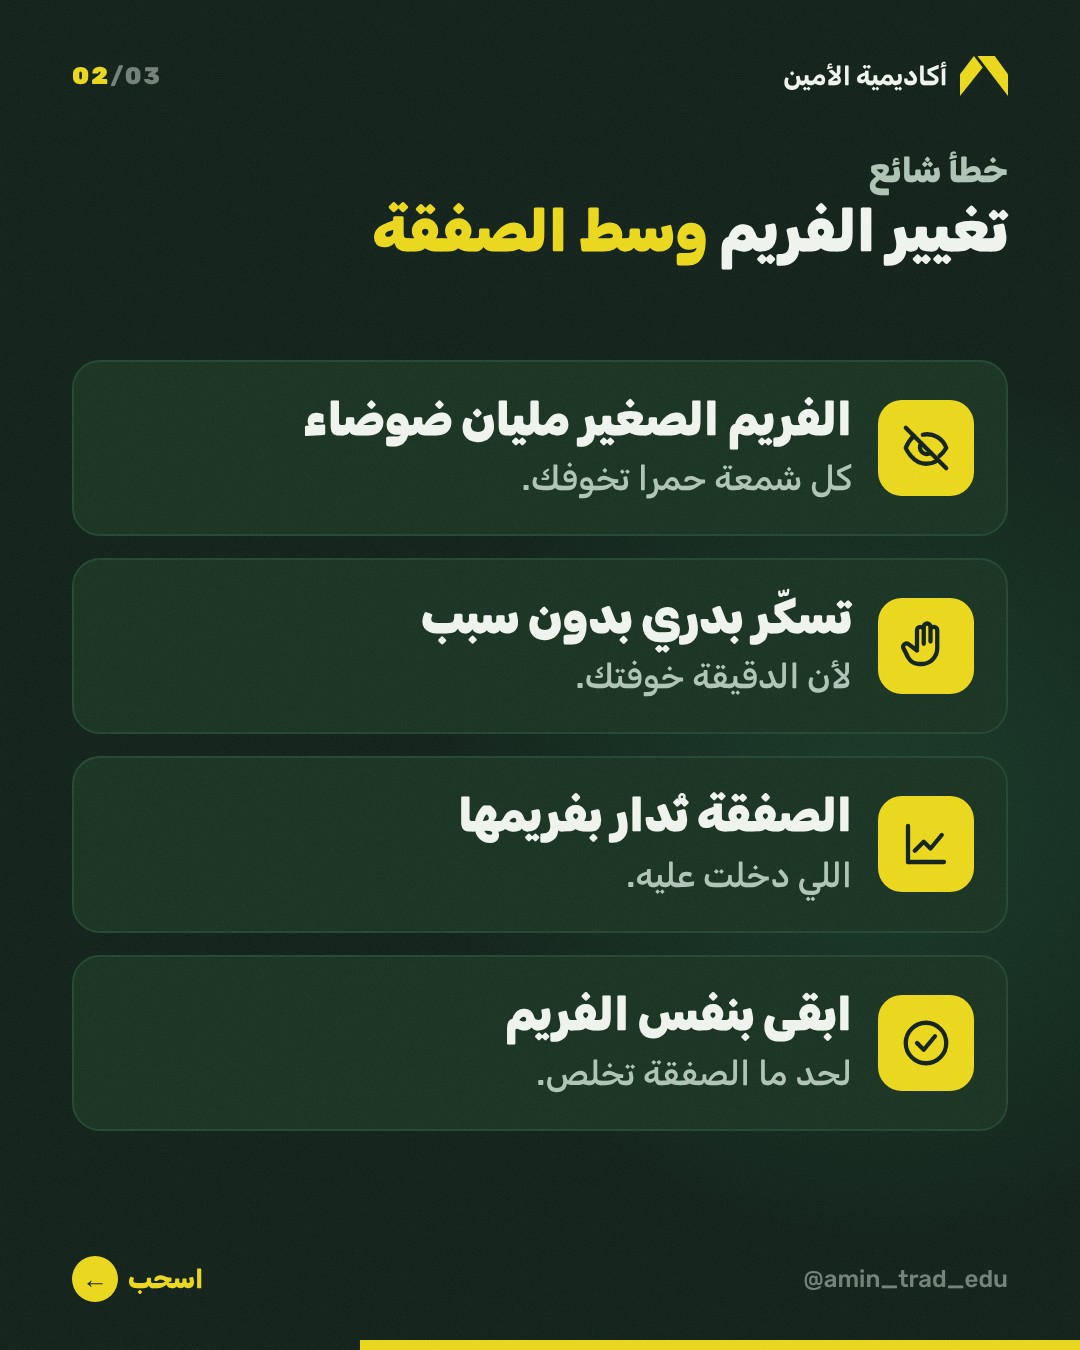 أكاديمية الأمين
02/03
خطأ شائع
تغيير الفريم وسط الصفقة
الفريم الصغير مليان ضوضاء
كل شمعة حمرا تخوفك.
تسكّر بدري بدون سبب
لأن الدقيقة خوفتك.
الصفقة تُدار بفريمها
اللي دخلت عليه.
ابقى بنفس الفريم
لحد ما الصفقة تخلص.
@amin_trad_edu
اسحب ←